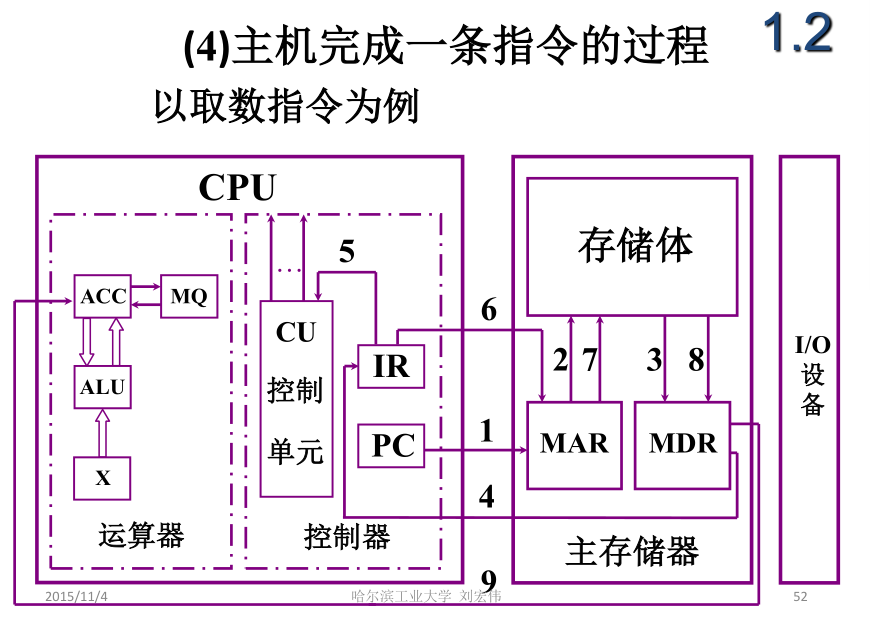 (4)主机完成一条指令的过程
1.2
以取数指令为例
CPU
5
…
ACC
MQ
CU
控制
单元
ALU
IR
X
PC
运算器
控制器
6
1
4
9
存储体
2
7
3
8
MAR
MDR
主存储器
I/O
设
备
2015/11/4
哈尔滨工业大学 刘宏伟
52